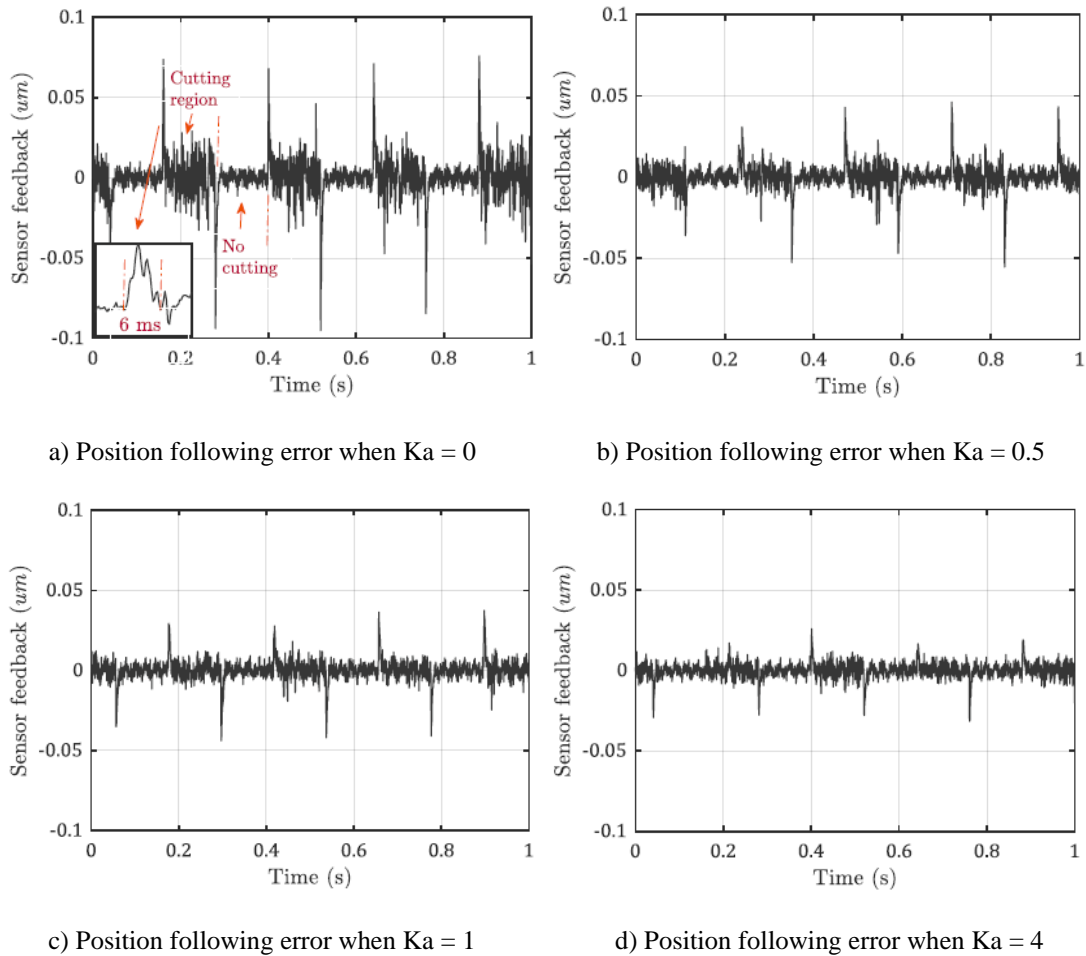 0.1
0.05
0
-0.05
-0.1
Sensor feedback (um)
Cutting
region
No
cutting
6 ms
0 0.2 0.4 0.6 0.8 1
Time (s)
a) Position following error when Ka = 0
0.1
0.05
0
-0.05
-0.1
Sensor feedback (um)
0 0.2 0.4 0.6 0.8 1
Time (s)
b) Position following error when Ka = 0.5
0.1
0.05
0
-0.05
-0.1
Sensor feedback (um)
0 0.2 0.4 0.6 0.8 1
Time (s)
c) Position following error when Ka = 1
0.1
0.05
0
-0.05
-0.1
Sensor feedback (um)
0 0.2 0.4 0.6 0.8 1
Time (s)
d) Position following error when Ka = 4